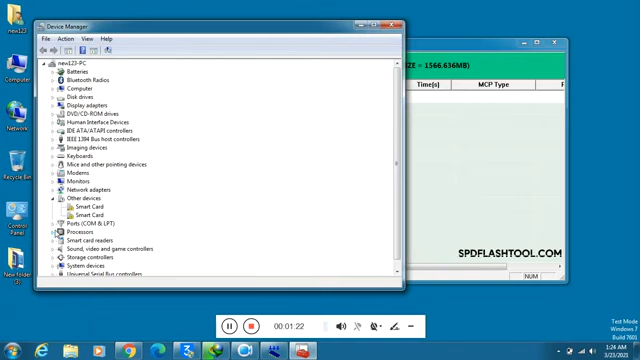 new123
Computer
Network
Recycle Bin
Control
Panel
New folder
(3)
Device Manager
File Action View Help
new123-PC
Batteries
Bluetooth Radios
Computer
Disk drives
Display adapters
DVD/CD-ROM drives
Human Interface Devices
IDE ATA/ATAPI controllers
IEEE 1394 Bus host controllers
Imaging devices
Keyboards
Mice and other pointing devices
Modems
Monitors
Network adapters
Other devices
Smart Card
Smart Card
Ports (COM & LPT)
Processors
Smart card readers
Sound, video and game controllers
Storage controllers
System devices
Universal Serial Bus controllers
SIZE = 1566.636MB)
Time(s) MCP Type
SPDFLASHTOOL.COM
NUM
00:01:22
Test Mode
Windows 7
Build 7601
1:24 AM
3/25/2021